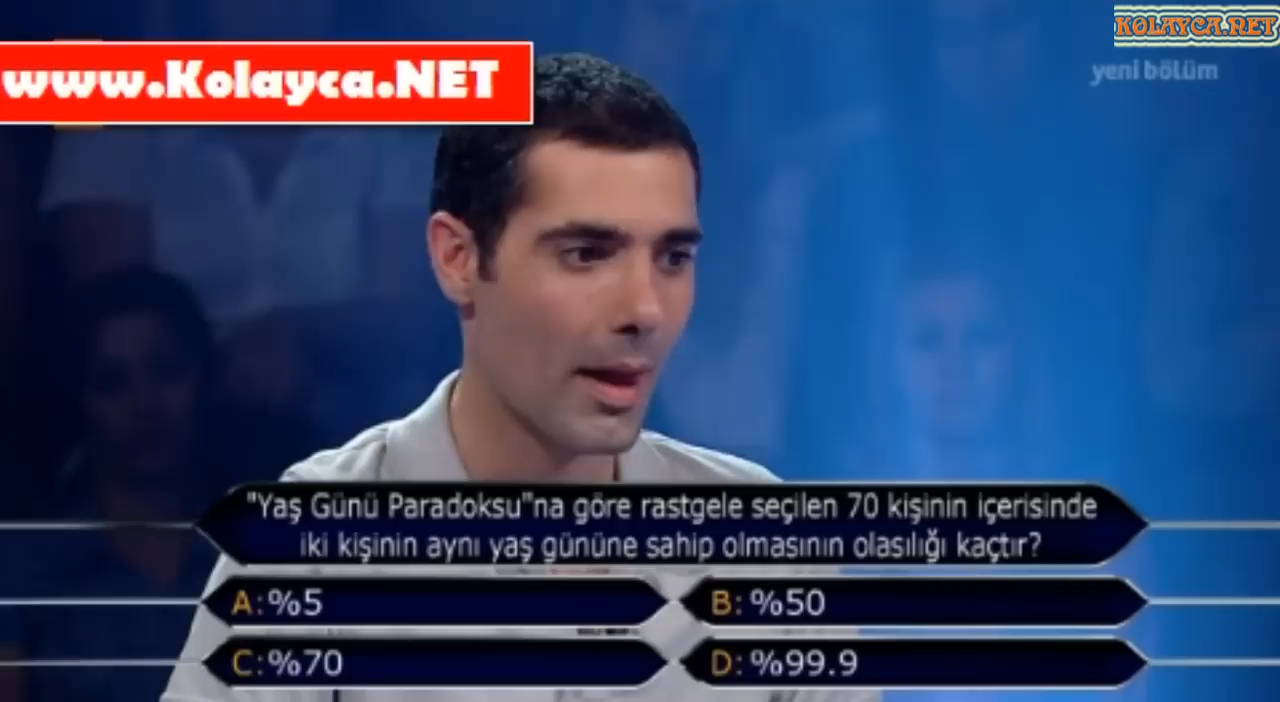 KOLAYCA.NET
www.Kolayca.NET
yeni bölüm
"Yaş Günü Paradoksu"na göre rastgele seçilen 70 kişinin içerisinde
iki kişinin aynı yaş gününe sahip olmasının olasılığı kaçtır?
A: %5
B: %50
C: %70
D: %99.9